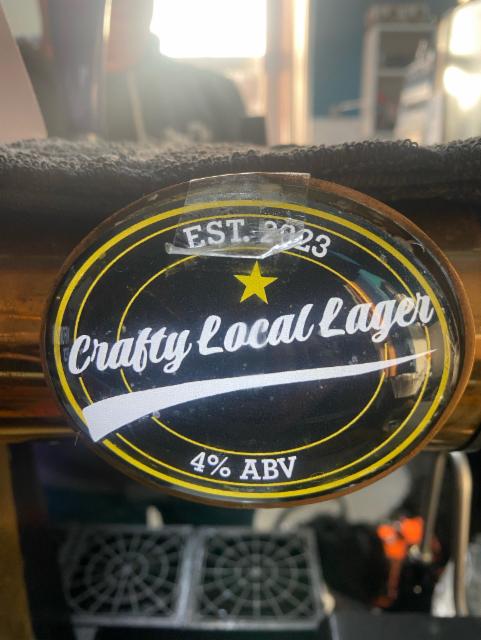 EST. 2023
Crafty Local Lager
4% ABV